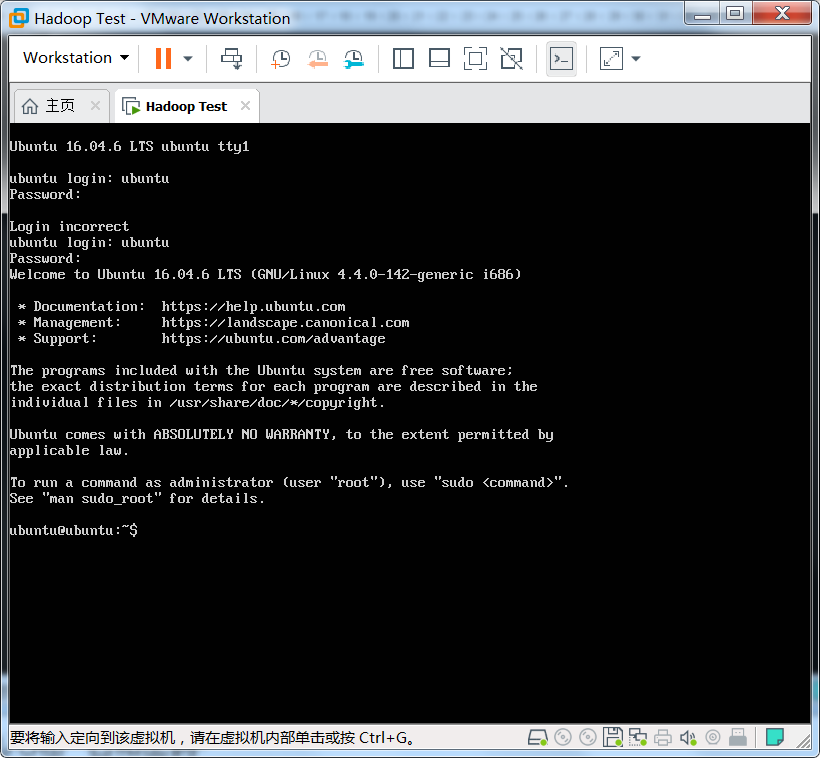 Hadoop Test - VMware Workstation
Workstation
主页
Hadoop Test
Ubuntu 16.04.6 LTS ubuntu tty1
ubuntu login: ubuntu
Password:
Login incorrect
ubuntu login: ubuntu
Password:
Welcome to Ubuntu 16.04.6 LTS (GNU/Linux 4.4.0-142-generic i686)
* Documentation:  https://help.ubuntu.com
* Management:     https://landscape.canonical.com
* Support:        https://ubuntu.com/advantage
The programs included with the Ubuntu system are free software;
the exact distribution terms for each program are described in the
individual files in /usr/share/doc/*/copyright.
Ubuntu comes with ABSOLUTELY NO WARRANTY, to the extent permitted by
applicable law.
To run a command as administrator (user "root"), use "sudo <command>".
See "man sudo_root" for details.
ubuntu@ubuntu:~$
要将输入定向到该虚拟机，请在虚拟机内部单击或按 Ctrl+G。